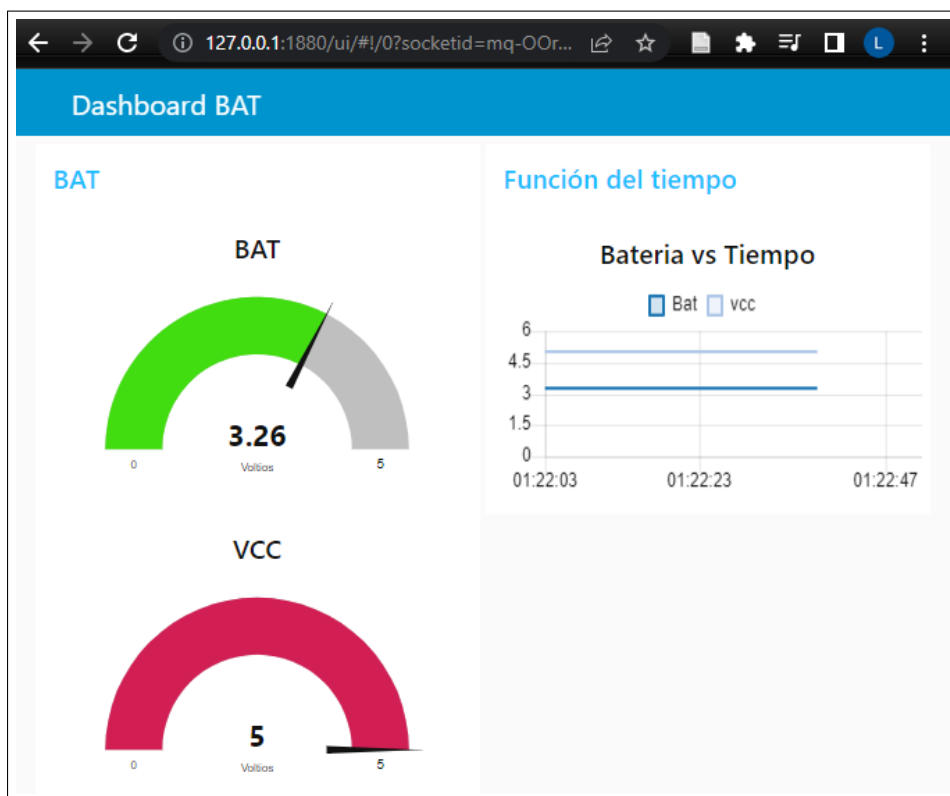 127.0.0.1:1880/ui/#!/0?socketid=mq-OOr...
L
Dashboard BAT
BAT
BAT
3.26
Voltios
0
5
VCC
5
Voltios
0
5
Función del tiempo
Bateria vs Tiempo
Bat vcc
6
4.5
3
1.5
0
01:22:03 01:22:23 01:22:47